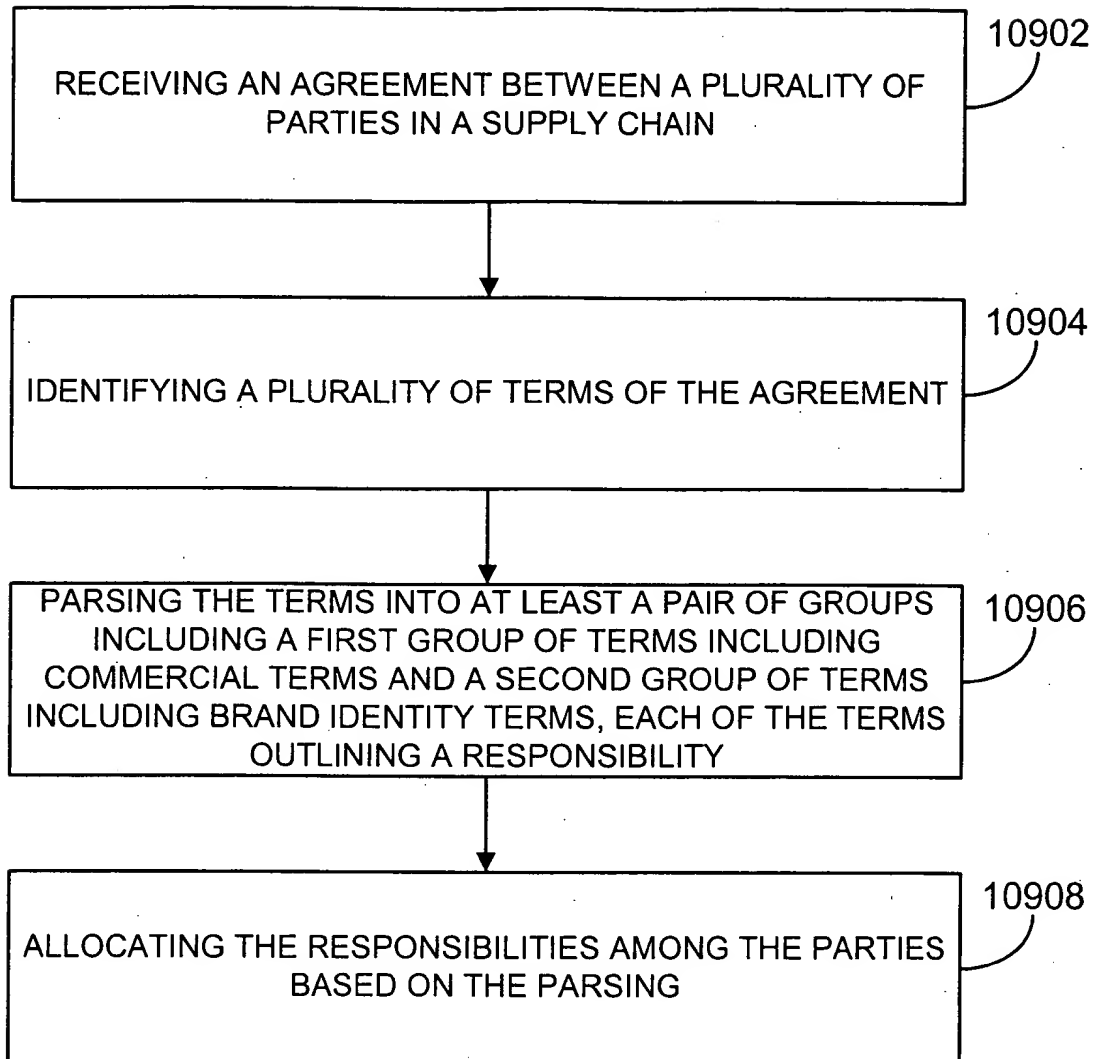 10902
RECEIVING AN AGREEMENT BETWEEN A PLURALITY OF
PARTIES IN A SUPPLY CHAIN
10904
IDENTIFYING A PLURALITY OF TERMS OF THE AGREEMENT
10906
PARSING THE TERMS INTO AT LEAST A PAIR OF GROUPS
INCLUDING A FIRST GROUP OF TERMS INCLUDING
COMMERCIAL TERMS AND A SECOND GROUP OF TERMS
INCLUDING BRAND IDENTITY TERMS, EACH OF THE TERMS
OUTLINING A RESPONSIBILITY
10908
ALLOCATING THE RESPONSIBILITIES AMONG THE PARTIES
BASED ON THE PARSING